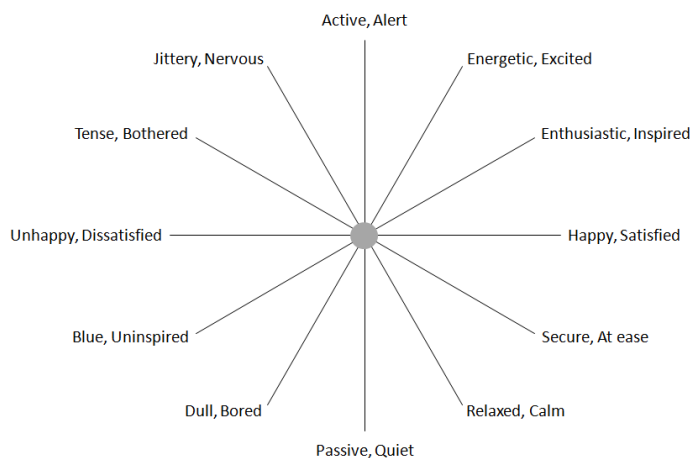 Active, Alert
Jittery, Nervous
Energetic, Excited
Tense, Bothered
Enthusiastic, Inspired
Unhappy, Dissatisfied
Happy, Satisfied
Blue, Uninspired
Secure, At ease
Dull, Bored
Relaxed, Calm
Passive, Quiet